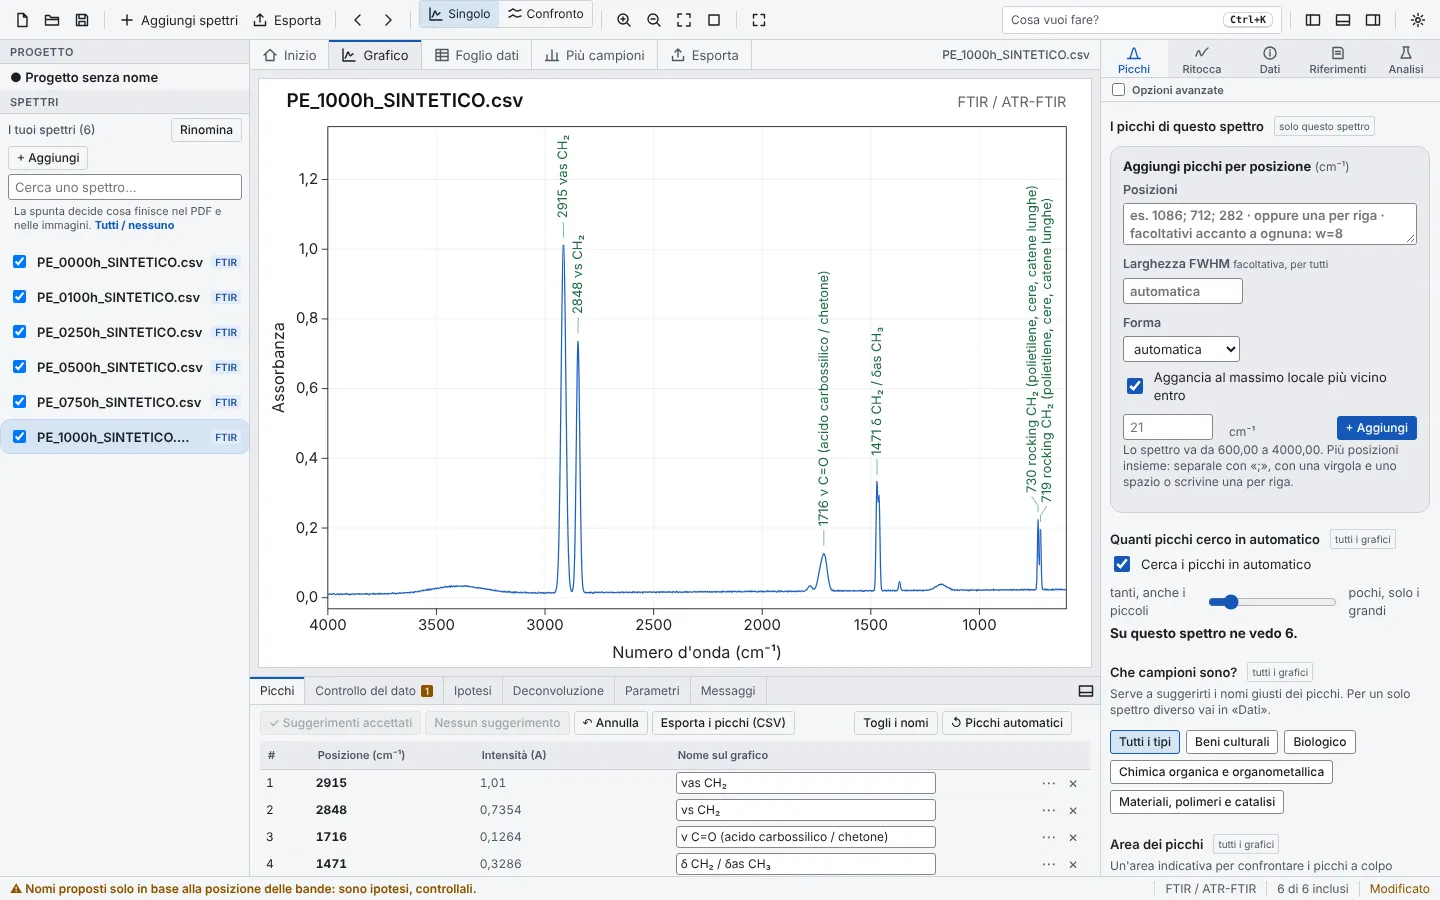 Aggiungi spettri
Esporta
Singolo
Confronto
Cosa vuoi fare?
Ctrl+K
PROGETTO
Progetto senza nome
SPETTRI
I tuoi spettri (6)
Rinomina
+ Aggiungi
Cerca uno spettro...
La spunta decide cosa finisce nel PDF e
nelle immagini. Tutti / nessuno
PE_0000h_SINTETICO.csv FTIR
PE_0100h_SINTETICO.csv FTIR
PE_0250h_SINTETICO.csv FTIR
PE_0500h_SINTETICO.csv FTIR
PE_0750h_SINTETICO.csv FTIR
PE_1000h_SINTETICO.... FTIR
Inizio
Grafico
Foglio dati
Più campioni
Esporta
PE_1000h_SINTETICO.csv
PE_1000h_SINTETICO.csv
FTIR / ATR-FTIR
Assorbanza
1,2
1,0
0,8
0,6
0,4
0,2
0,0
2915 νas CH₂
2848 νs CH₂
1716 ν C=O (acido carbossilico / chetone)
1471 δ CH₂ / δas CH₃
730 rocking CH₂ (polietilene, cere, catene lunghe)
719 rocking CH₂ (polietilene, cere, catene lunghe)
4000 3500 3000 2500 2000 1500 1000
Numero d'onda (cm⁻¹)
Picchi
Controllo del dato 1
Ipotesi
Deconvoluzione
Parametri
Messaggi
✓ Suggerimenti accettati
Nessun suggerimento
↶ Annulla
Esporta i picchi (CSV)
Togli i nomi
↺ Picchi automatici
# Posizione (cm⁻¹) Intensità (A) Nome sul grafico
1 2915 1,01 νas CH₂ ··· ×
2 2848 0,7354 νs CH₂ ··· ×
3 1716 0,1264 ν C=O (acido carbossilico / chetone) ··· ×
4 1471 0,3286 δ CH₂ / δas CH₃ ··· ×
Picchi
Ritocca
Dati
Riferimenti
Analisi
Opzioni avanzate
I picchi di questo spettro solo questo spettro
Aggiungi picchi per posizione (cm⁻¹)
Posizioni
es. 1086; 712; 282 · oppure una per riga ·
facoltativi accanto a ognuna: w=8
Larghezza FWHM facoltativa, per tutti
automatica
Forma
automatica
Aggancia al massimo locale più vicino
entro
21 cm⁻¹
+ Aggiungi
Lo spettro va da 600,00 a 4000,00. Più posizioni
insieme: separale con «;», con una virgola e uno
spazio o scrivine una per riga.
Quanti picchi cerco in automatico tutti i grafici
Cerca i picchi in automatico
tanti, anche i
piccoli
pochi, solo i
grandi
Su questo spettro ne vedo 6.
Che campioni sono? tutti i grafici
Serve a suggerirti i nomi giusti dei picchi. Per un solo
spettro diverso vai in «Dati».
Tutti i tipi
Beni culturali
Biologico
Chimica organica e organometallica
Materiali, polimeri e catalisi
Area dei picchi tutti i grafici
Un'area indicativa per confrontare i picchi a colpo
⚠ Nomi proposti solo in base alla posizione delle bande: sono ipotesi, controllali.
FTIR / ATR-FTIR
6 di 6 inclusi
Modificato